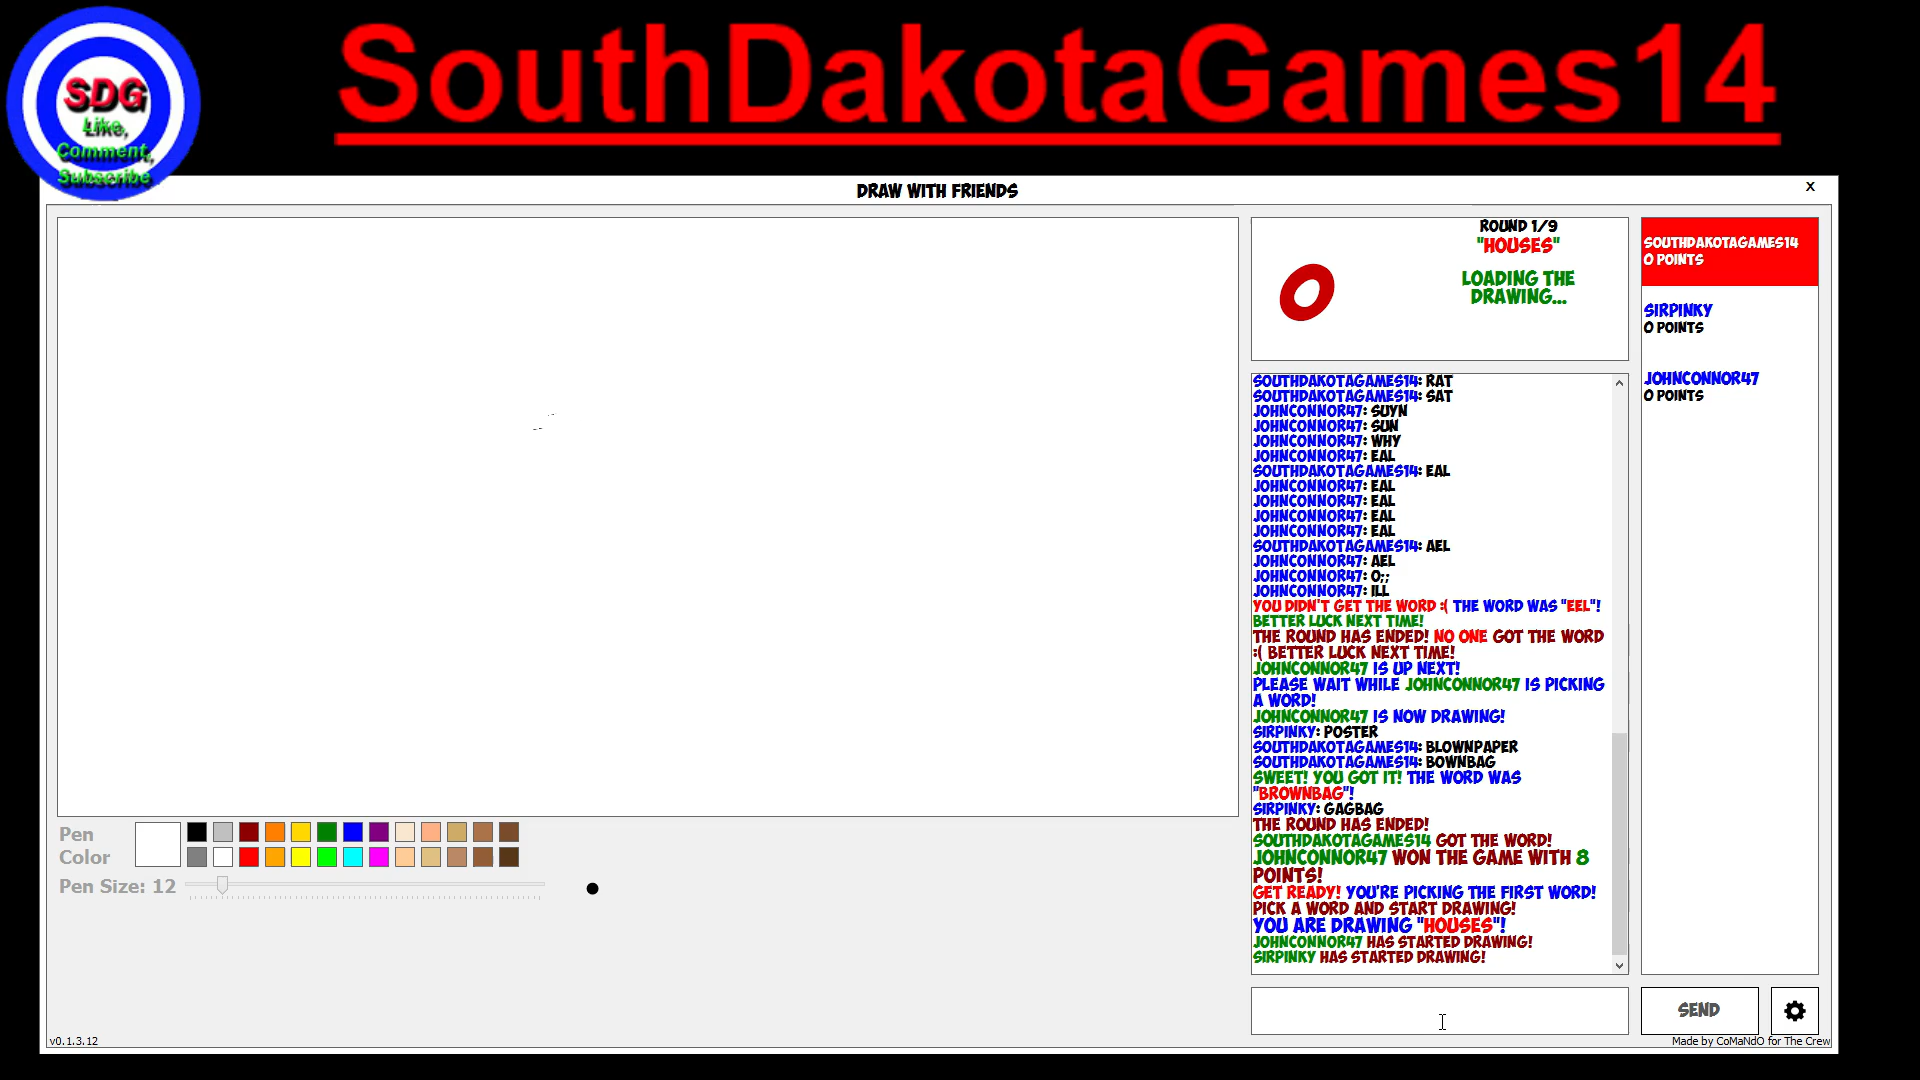 SouthDakotaGames14
SDG
Like,
Comment,
Subscribe
DRAW WITH FRIENDS
X
0
ROUND 1/9
"HOUSES"
LOADING THE
DRAWING...
SOUTHDAKOTAGAMES14
0 POINTS
SIRPINKY
0 POINTS
JOHNCONNOR47
0 POINTS
SOUTHDAKOTAGAMES14: RAT
SOUTHDAKOTAGAMES14: SAT
JOHNCONNOR47: SUYN
JOHNCONNOR47: SUN
JOHNCONNOR47: WHY
JOHNCONNOR47: EAL
SOUTHDAKOTAGAMES14: EAL
JOHNCONNOR47: EAL
JOHNCONNOR47: EAL
JOHNCONNOR47: EAL
JOHNCONNOR47: EAL
SOUTHDAKOTAGAMES14: AEL
JOHNCONNOR47: AEL
JOHNCONNOR47: O;;
JOHNCONNOR47: ILL
YOU DIDN'T GET THE WORD :( THE WORD WAS "EEL"!
BETTER LUCK NEXT TIME!
THE ROUND HAS ENDED! NO ONE GOT THE WORD
:( BETTER LUCK NEXT TIME!
JOHNCONNOR47 IS UP NEXT!
PLEASE WAIT WHILE JOHNCONNOR47 IS PICKING
A WORD!
JOHNCONNOR47 IS NOW DRAWING!
SIRPINKY: POSTER
SOUTHDAKOTAGAMES14: BLOWNPAPER
SOUTHDAKOTAGAMES14: BOWNBAG
SWEET! YOU GOT IT! THE WORD WAS
"BROWNBAG"!
SIRPINKY: GAGBAG
THE ROUND HAS ENDED!
SOUTHDAKOTAGAMES14 GOT THE WORD!
JOHNCONNOR47 WON THE GAME WITH 8
POINTS!
GET READY! YOU'RE PICKING THE FIRST WORD!
PICK A WORD AND START DRAWING!
YOU ARE DRAWING "HOUSES"!
JOHNCONNOR47 HAS STARTED DRAWING!
SIRPINKY HAS STARTED DRAWING!
Pen
Color
Pen Size: 12
SEND
v0.1.3.12
Made by CoMaNdO for The Crew